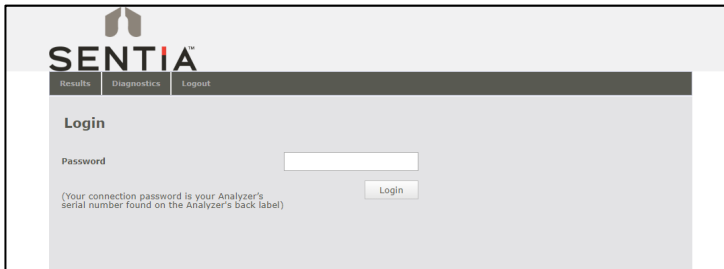 SENTIA™
Results Diagnostics Logout
Login
Password
Login
(Your connection password is your Analyzer's
serial number found on the Analyzer's back label)